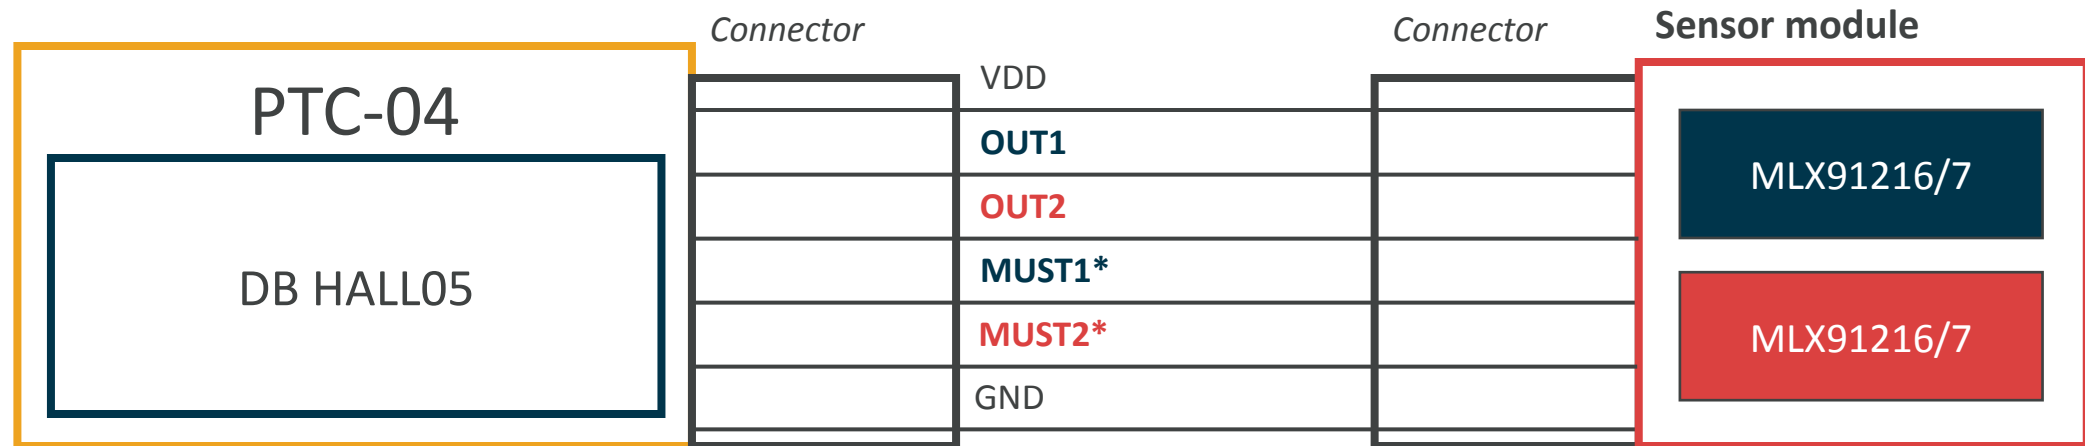 Connector
Connector
Sensor module
PTC-04
DB HALL05
VDD
OUT1
OUT2
MUST1*
MUST2*
GND
MLX91216/7
MLX91216/7